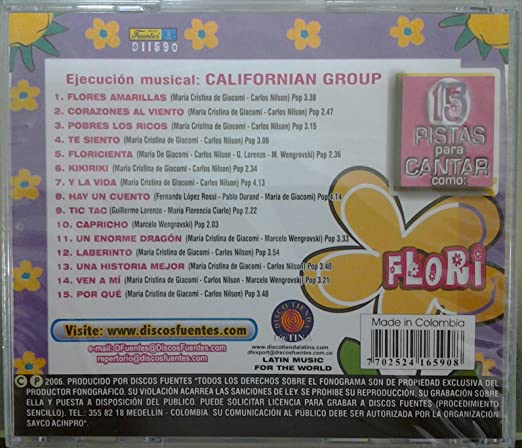 Fuentes
D11590
Ejecución musical: CALIFORNIAN GROUP
1. FLORES AMARILLAS (María Cristina de Giacomi - Carlos Nilson) Pop 3.38
2. CORAZONES AL VIENTO (María Cristina de Giacomi - Carlos Nilson) Pop 2.47
3. POBRES LOS RICOS (María Cristina de Giacomi - Carlos Nilson) Pop 3.15
4. TE SIENTO (María Cristina de Giacomi - Carlos Nilson) Pop 3.06
5. FLORICIENTA (María De Giacomi - Carlos Nilson - G. Lorenzo - M. Wengrovski) Pop 2.36
6. KIKIRIKI (María Cristina de Giacomi - Carlos Nilson) Pop 2.34
7. Y LA VIDA (María Cristina de Giacomi - Carlos Nilson) Pop 4.13
8. HAY UN CUENTO (Fernando López Rossi - Pablo Durand - María de Giacomi) Pop 4.14
9. TIC TAC (Guillermo Lorenzo - María Florencia Ciarlo) Pop 2.22
10. CAPRICHO (Marcelo Wengrovski) Pop 2.03
11. UN ENORME DRAGÓN (María Cristina de Giacomi - Marcelo Wengrovski) Pop 3.33
12. LABERINTO (María Cristina de Giacomi - Carlos Nilson) Pop 3.54
13. UNA HISTORIA MEJOR (María Cristina de Giacomi - Carlos Nilson) Pop 3.40
14. VEN A MÍ (María Cristina de Giacomi - Carlos Nilson - Marcelo Wengrovski) Pop 3.21
15. POR QUÉ (María Cristina de Giacomi - Carlos Nilson) Pop 3.48
15
PISTAS
para
CANTAR
como:
FLORI
Visite: www.discosfuentes.com
e-mail:DFuentes@DiscosFuentes.com
repertorio@discosfuentes.com
DISCO TIENDA LATINA
www.discotiendalatina.com
dfexport@discosfuentes.com.co
LATIN MUSIC
FOR THE WORLD
Made in Colombia
7 702524 165908
C P 2006. PRODUCIDO POR DISCOS FUENTES "TODOS LOS DERECHOS SOBRE EL FONOGRAMA SON DE PROPIEDAD EXCLUSIVA DEL
PRODUCTOR FONOGRÁFICO. SU VIOLACIÓN ACARREA LAS SANCIONES DE LEY. SE PROHIBE SU REPRODUCCIÓN, SU GRABACIÓN SOBRE
ELLA Y PUESTA A DISPOSICIÓN DEL PÚBLICO. PUEDE SOLICITAR LICENCIA PARA GRABAR A DISCOS FUENTES (PROCEDIMIENTO
SENCILLO). TEL: 355 82 18 MEDELLIN - COLOMBIA. SU COMUNICACIÓN AL PÚBLICO DEBE SER AUTORIZADA POR LA ORGANIZACIÓN
SAYCO ACINPRO".